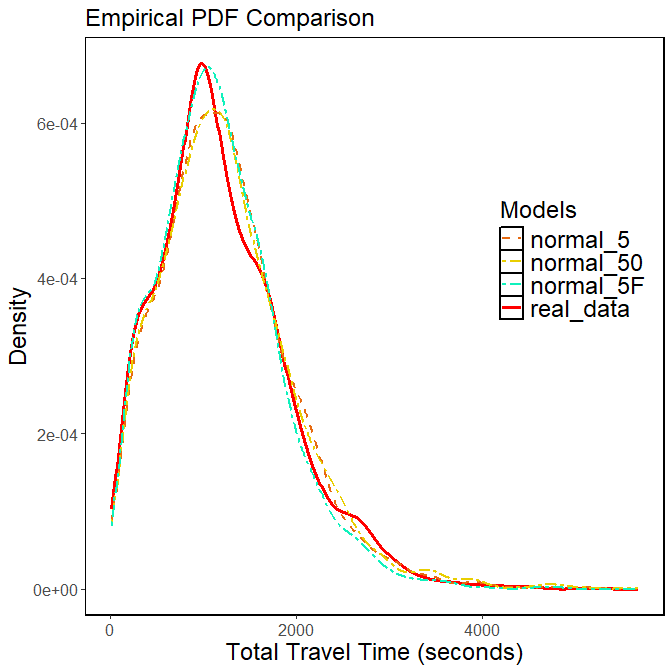 Empirical PDF Comparison
6e-04
4e-04
2e-04
0e+00
Density
Models
normal_5
normal_50
normal_5F
real_data
0
2000
4000
Total Travel Time (seconds)